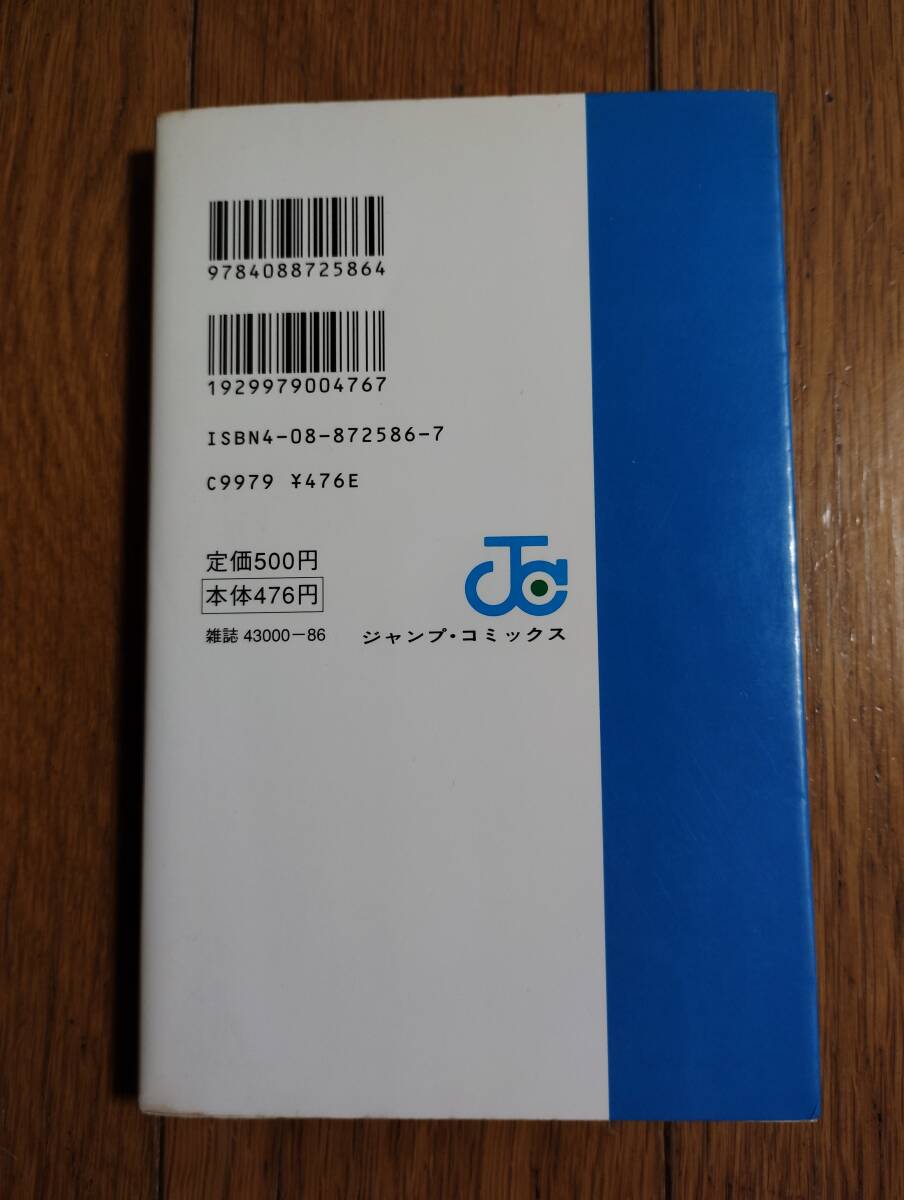 9784088725864
1929979004767
ISBN4-08-872586-7
C9979 ¥476E
定価500円
本体476円
雑誌 43000-86
JC
ジャンプ・コミックス